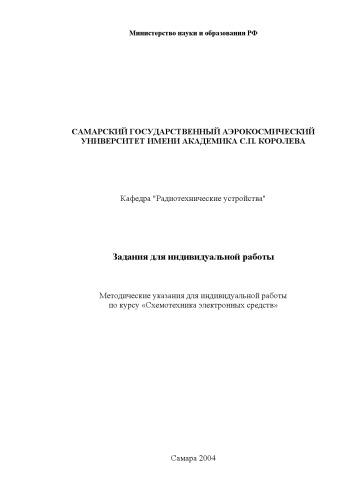 Министерство науки и образования РФ
САМАРСКИЙ ГОСУДАРСТВЕННЫЙ АЭРОКОСМИЧЕСКИЙ
УНИВЕРСИТЕТ ИМЕНИ АКАДЕМИКА С.П. КОРОЛЕВА
Кафедра "Радиотехнические устройства"
Задания для индивидуальной работы
Методические указания для индивидуальной работы
по курсу «Схемотехника электронных средств»
Самара 2004